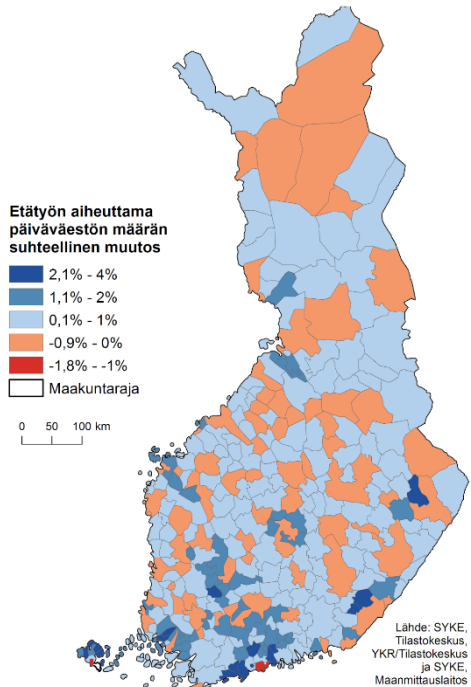 Etätyön aiheuttama
päiväväestön määrän
suhteellinen muutos
2,1% - 4%
1,1% - 2%
0,1% - 1%
-0,9% - 0%
-1,8% - -1%
Maakuntaraja
0 50 100 km
Lähde: SYKE,
Tilastokeskus,
YKR/Tilastokeskus
ja SYKE,
Maanmittauslaitos